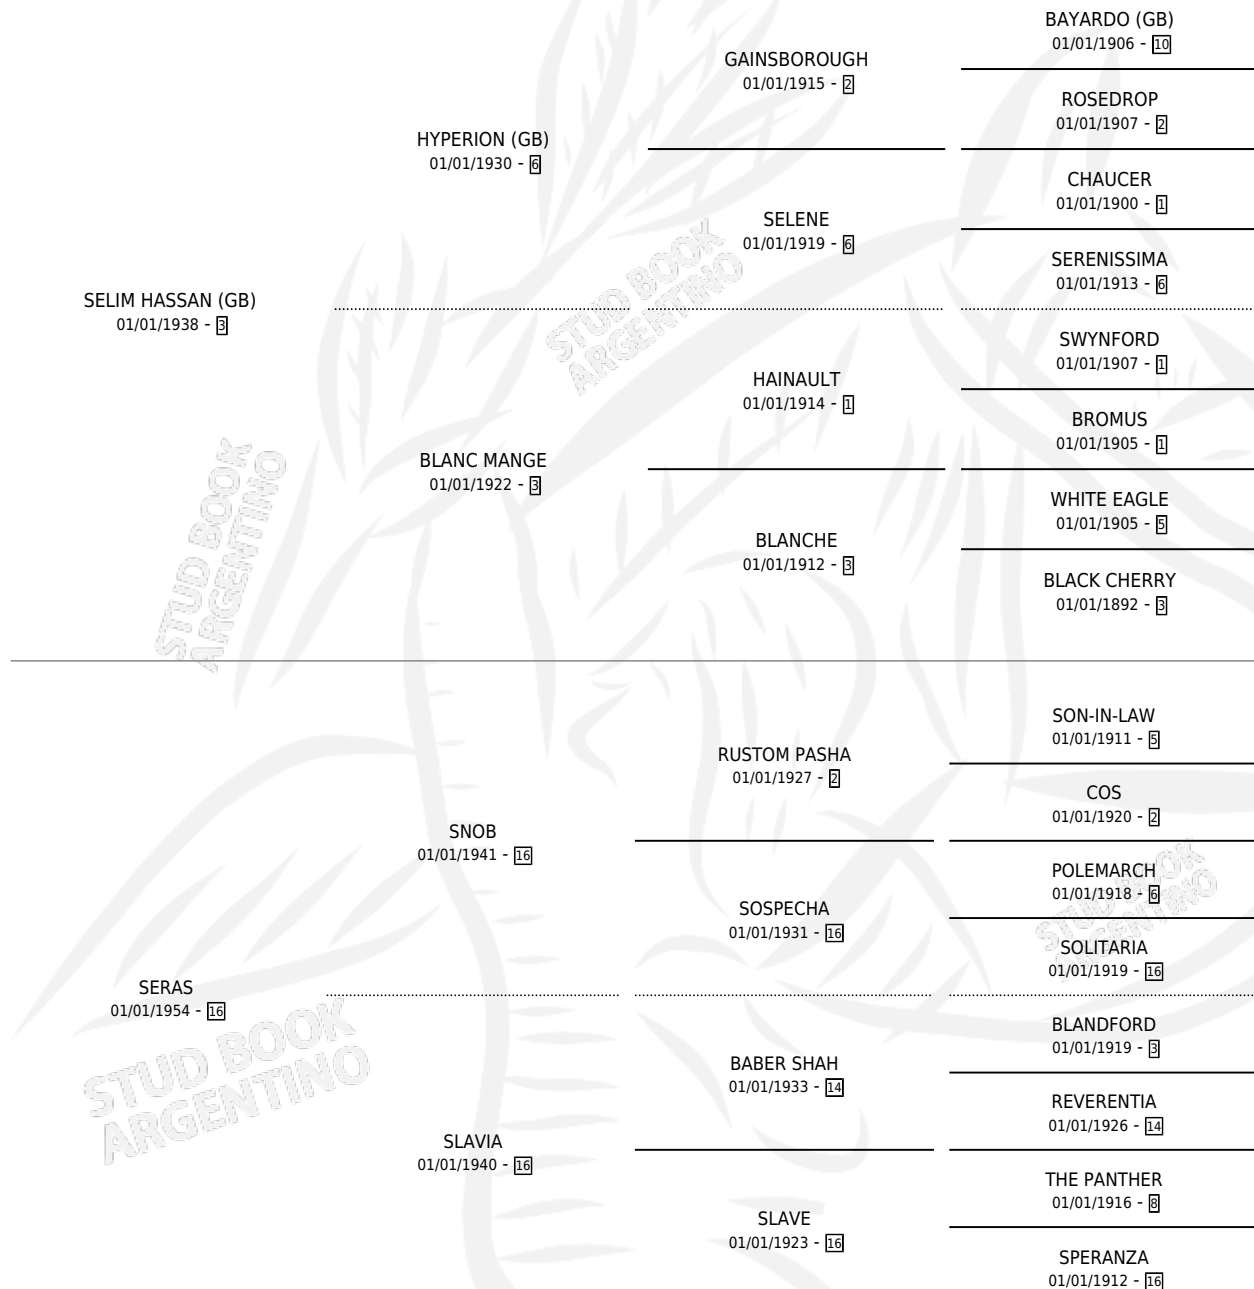 BAYARDO (GB)
01/01/1906 - 10
GAINSBOROUGH
01/01/1915 - 2
ROSEDROP
01/01/1907 - 2
HYPERION (GB)
01/01/1930 - 6
CHAUCER
01/01/1900 - 1
SELENE
01/01/1919 - 6
SERENISSIMA
01/01/1913 - 6
SELIM HASSAN (GB)
01/01/1938 - 3
SWYNFORD
01/01/1907 - 1
HAINAULT
01/01/1914 - 1
BROMUS
01/01/1905 - 1
BLANC MANGE
01/01/1922 - 3
WHITE EAGLE
01/01/1905 - 5
BLANCHE
01/01/1912 - 3
BLACK CHERRY
01/01/1892 - 3
SON-IN-LAW
01/01/1911 - 5
RUSTOM PASHA
01/01/1927 - 2
COS
01/01/1920 - 2
SNOB
01/01/1941 - 16
POLEMARCH
01/01/1918 - 6
SOSPECHA
01/01/1931 - 16
SOLITARIA
01/01/1919 - 16
SERAS
01/01/1954 - 16
BLANDFORD
01/01/1919 - 3
BABER SHAH
01/01/1933 - 14
REVERENTIA
01/01/1926 - 14
SLAVIA
01/01/1940 - 16
THE PANTHER
01/01/1916 - 8
SLAVE
01/01/1923 - 16
SPERANZA
01/01/1912 - 16
STUD BOOK
ARGENTINO
STUD BOOK
ARGENTINO
STUD BOOK
ARGENTINO
STUD BOOK
ARGENTINO